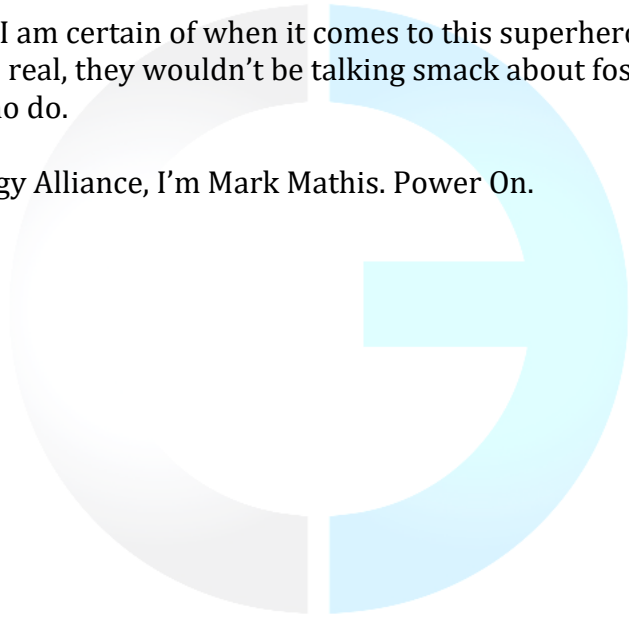 I am certain of when it comes to this superhero
real, they wouldn’t be talking smack about fos
do.
gy Alliance, I’m Mark Mathis. Power On.